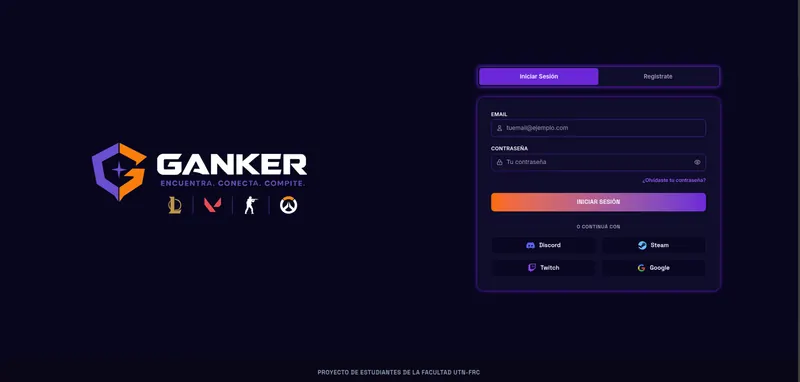 Iniciar Sesión
Registrate
EMAIL
tuemail@ejemplo.com
CONTRASEÑA
Tu contraseña
¿Olvidaste tu contraseña?
INICIAR SESIÓN
O CONTINUÁ CON
Discord
Steam
Twitch
Google
GANKER
ENCUENTRA. CONECTA. COMPITE.
PROYECTO DE ESTUDIANTES DE LA FACULTAD UTN-FRC